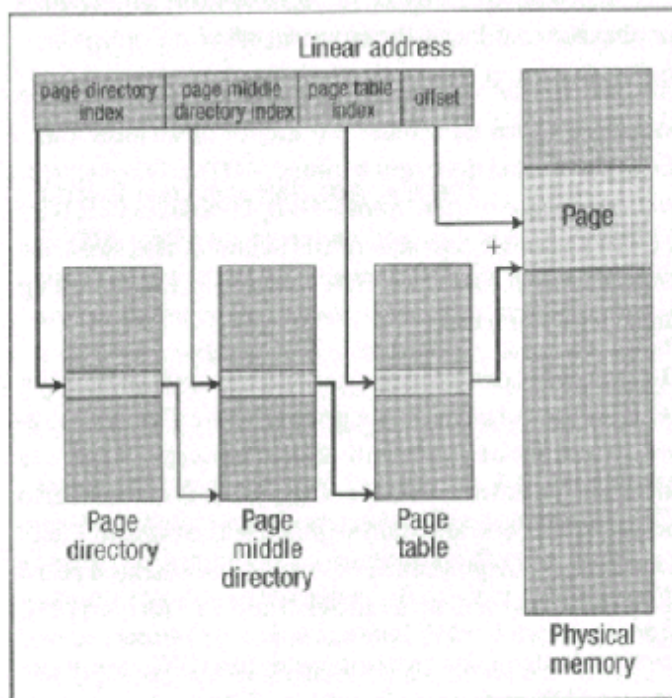 Linear address
page directory
index
page middle
directory index
page table
index
offset
Page
+
Page
directory
Page
middle
directory
Page
table
Physical
memory